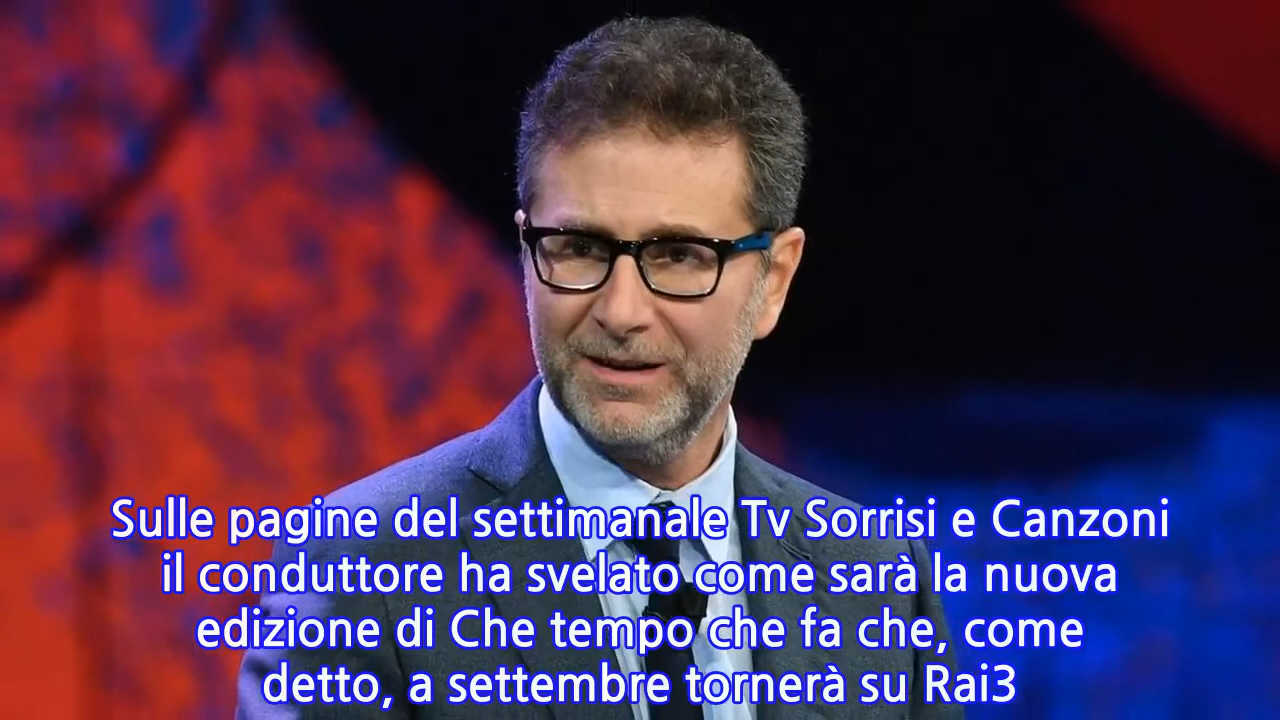 Sulle pagine del settimanale Tv Sorrisi e Canzoni
il conduttore ha svelato come sarà la nuova
edizione di Che tempo che fa che, come
detto, a settembre tornerà su Rai3